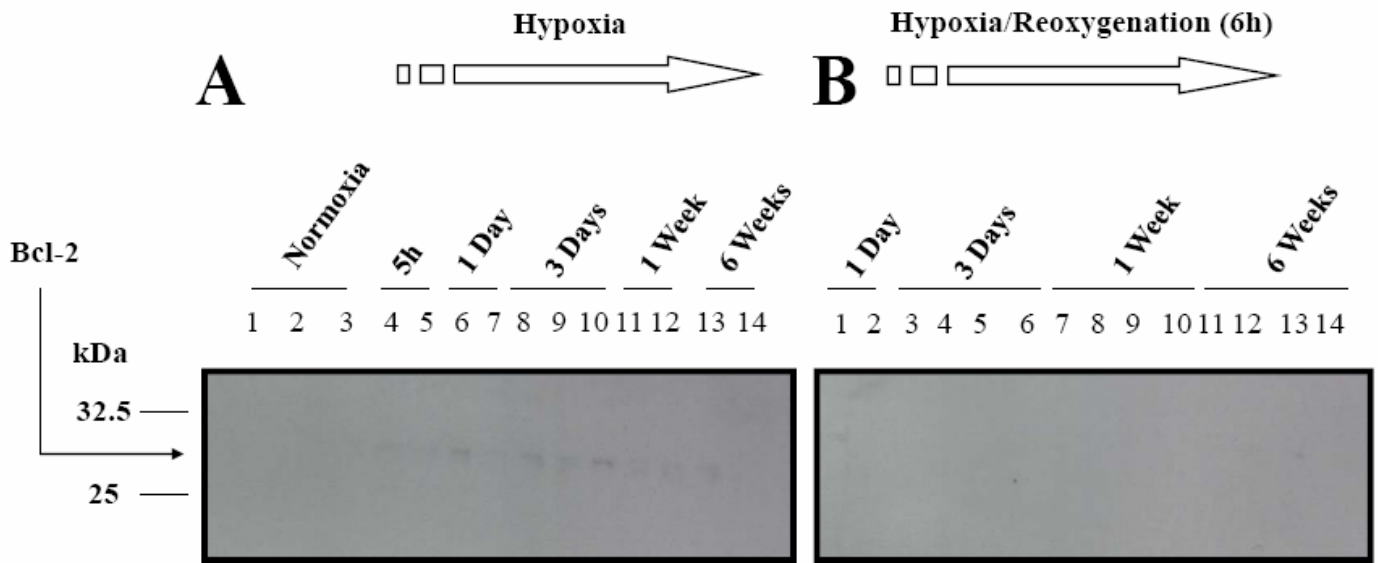 Hypoxia
Hypoxia/Reoxygenation (6h)
A
B
Normoxia
5h
1 Day
3 Days
1 Week
6 Weeks
1 Day
3 Days
1 Week
6 Weeks
Bcl-2
1 2 3 4 5 6 7 8 9 10 11 12 13 14
1 2 3 4 5 6 7 8 9 10 11 12 13 14
kDa
32.5
25